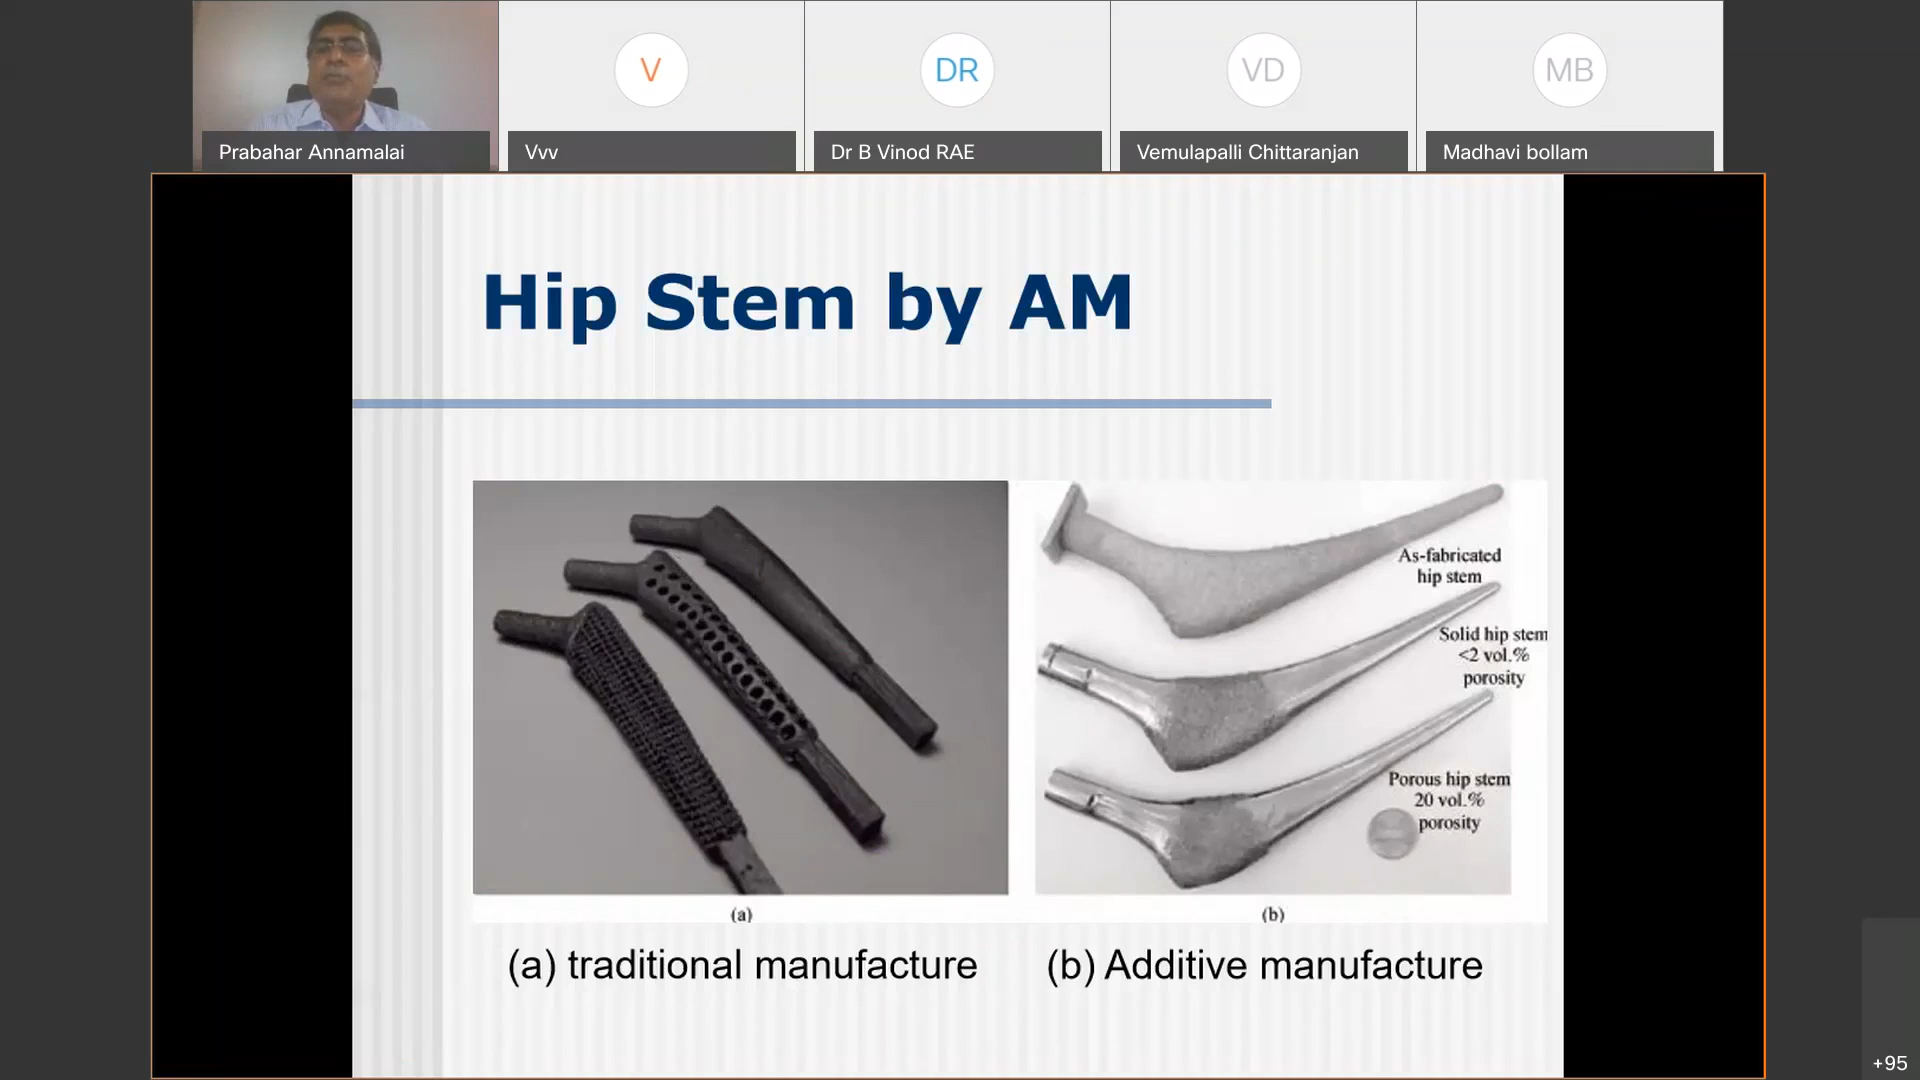 V
DR
VD
MB
Prabahar Annamalai
Vvv
Dr B Vinod RAE
Vemulapalli Chittaranjan
Madhavi bollam
Hip Stem by AM
As-fabricated
hip stem
Solid hip stem
<2 vol.%
porosity
Porous hip stem
20 vol.%
porosity
(a)
(b)
(a) traditional manufacture
(b) Additive manufacture
+95